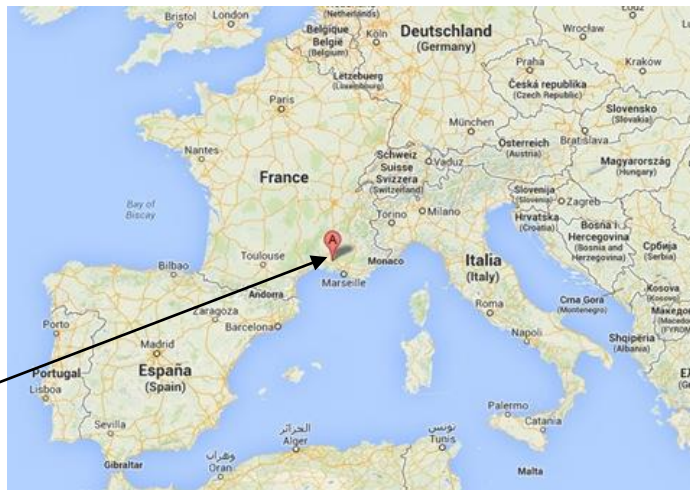 Bristol
London
(Netherlands)
Belgique
België
(Belgium)
Köln
Deutschland
(Germany)
Wrocław
Lëtzebuerg
(Luxembourg)
Praha
Kraków
Česká republika
(Czech Republic)
Paris
Slovensko
(Slovakia)
München
Nantes
Österreich
(Austria)
Bratislava
Schweiz
Suisse
Svizzera
(Switzerland)
Vaduz
Magyarország
(Hungary)
France
Slovenija
(Slovenia)
Zagreb
Bay of
Biscay
Torino
Milano
Hrvatska
(Croatia)
Bosna i
Hercegovina
(Bosnia and
Herzegovina)
Србија
(Serbia)
A
Toulouse
Monaco
Italia
(Italy)
Bilbao
Marseille
Andorra
Kosova
(Kosovo)
Zaragoza
Roma
Crna Gora
(Montenegro)
Porto
Barcelona
Napoli
Shqipëria
(Albania)
Madrid
Portugal
España
(Spain)
Lisboa
Palermo
Catania
Sevilla
الجزائر
Alger
تونس
Tunis
وهران
Oran
Gibraltar
Malta